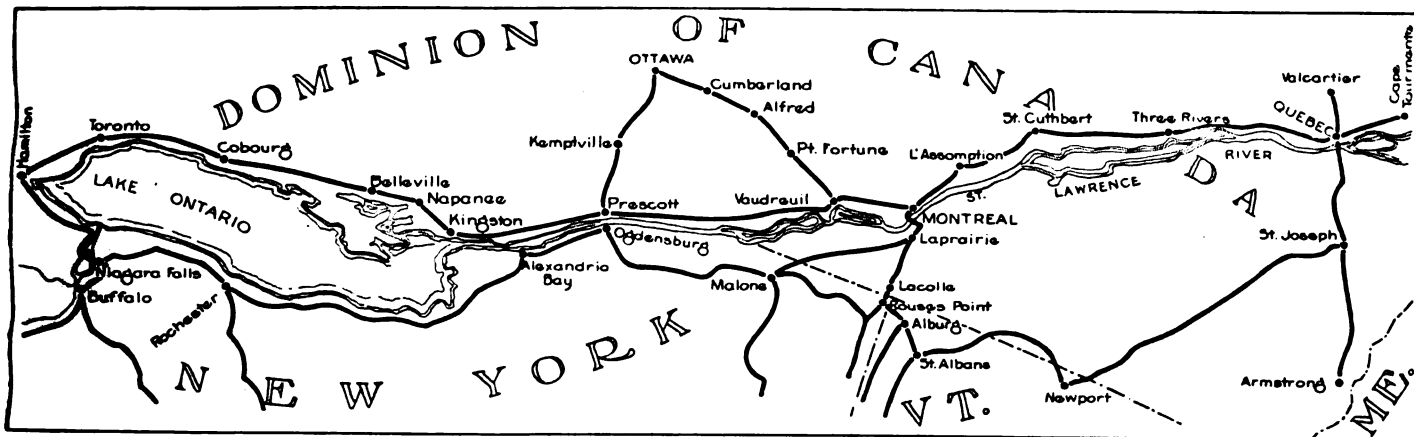 DOMINION OF CANADA
OTTAWA
Cumberland
Alfred
Pt. Fortune
Kemptville
Valcartier
Cape
Tourmente
QUEBEC
St. Cuthbert
Three Rivers
L'Assomption
Hamilton
Toronto
Cobourg
Belleville
Napanee
Kingston
Prescott
Vaudreuil
MONTREAL
ST. LAWRENCE RIVER
LAKE ONTARIO
Ogdensburg
Laprairie
St. Joseph
Niagara Falls
Buffalo
Rochester
Alexandria
Bay
Malone
Lacolle
Rouses Point
Alburg
St. Albans
Newport
Armstrong
NEW YORK
VT.
ME.